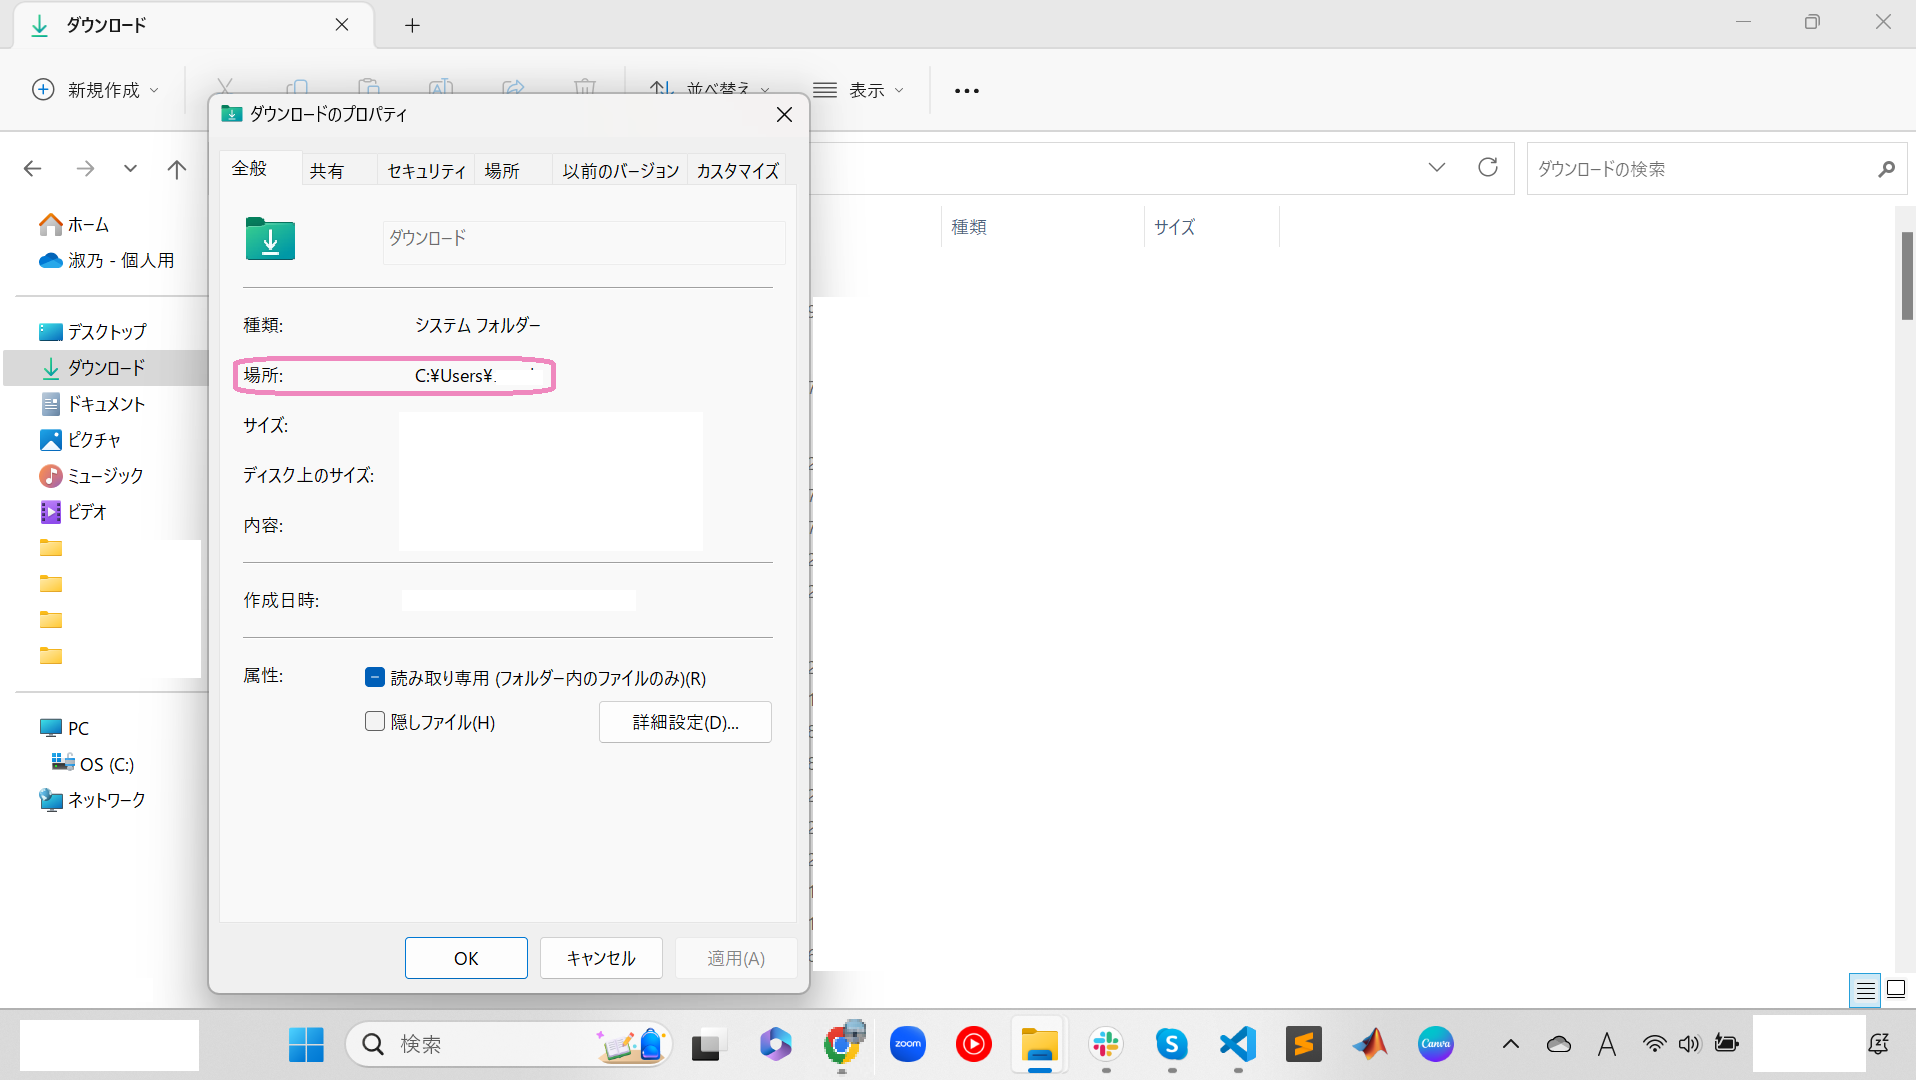 ダウンロード
新規作成
並べ替え
表示
ダウンロードのプロパティ
全般 共有 セキュリティ 場所 以前のバージョン カスタマイズ
ダウンロードの検索
種類 サイズ
ホーム
淑乃 - 個人用
デスクトップ
ダウンロード
ドキュメント
ピクチャ
ミュージック
ビデオ
PC
OS (C:)
ネットワーク
ダウンロード
種類: システム フォルダー
場所: C:¥Users¥
サイズ:
ディスク上のサイズ:
内容:
作成日時:
属性: 読み取り専用 (フォルダー内のファイルのみ)(R)
隠しファイル(H) 詳細設定(D)...
OK キャンセル 適用(A)
検索
zoom
S
Canva
A